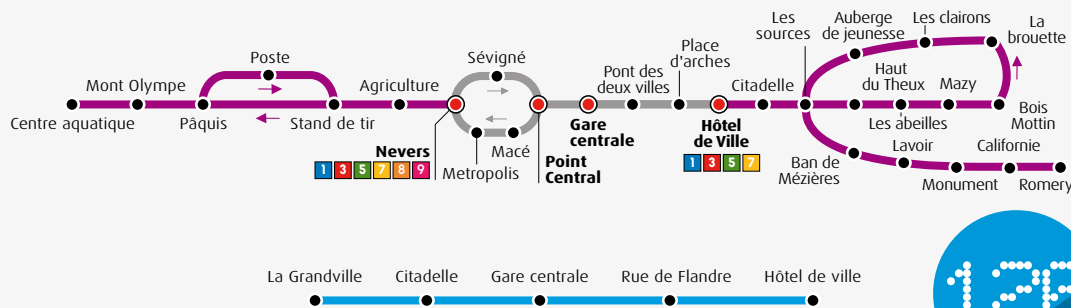 Centre aquatique
Mont Olympe
Pâquis
Poste
Stand de tir
Agriculture
Nevers
1 3 5 7 8 9
Sévigné
Metropolis
Macé
Point
Central
Gare
centrale
Pont des
deux villes
Place
d'arches
Hôtel
de Ville
1 3 5 7
Citadelle
Les
sources
Auberge
de jeunesse
Les clairons
La
brouette
Haut
du Theux
Les abeilles
Mazy
Bois
Mottin
Ban de
Mézières
Lavoir
Monument
Californie
Romery
La Grandville
Citadelle
Gare centrale
Rue de Flandre
Hôtel de ville